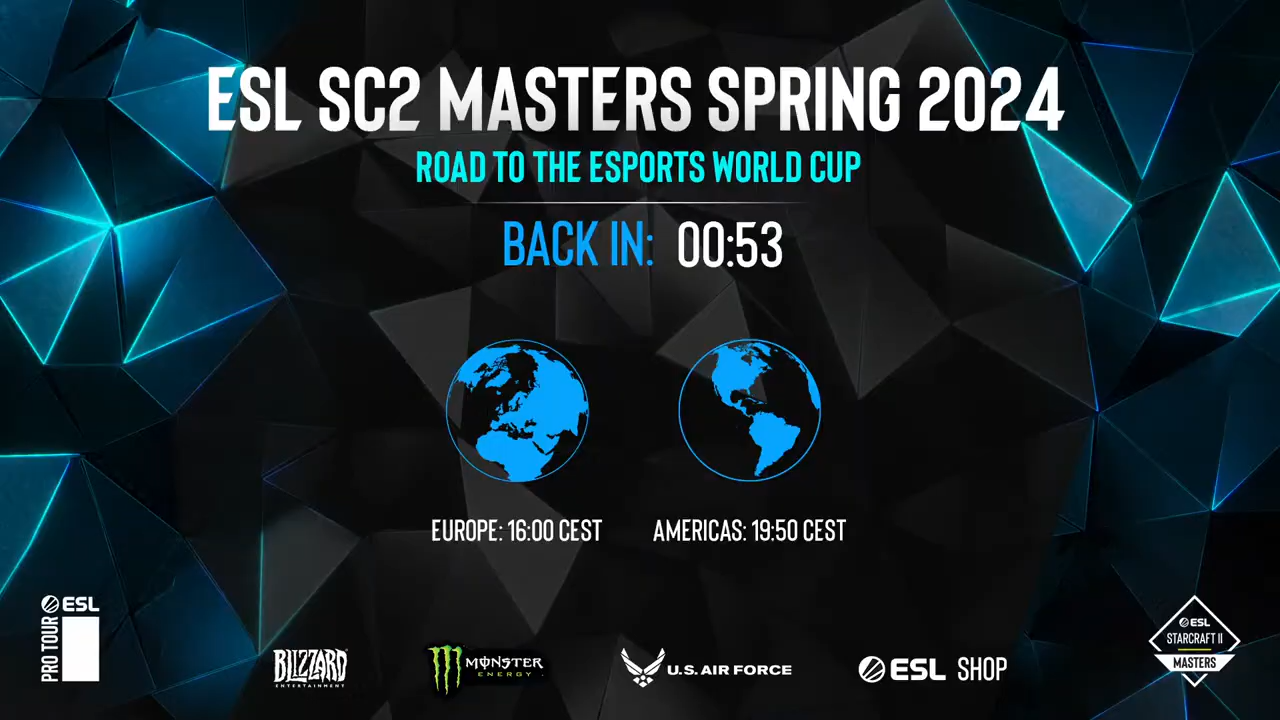 ESL SC2 MASTERS SPRING 2024
ROAD TO THE ESPORTS WORLD CUP
BACK IN: 00:53
EUROPE: 16:00 CEST
AMERICAS: 19:50 CEST
ESL
PRO TOUR
BLIZZARD
ENTERTAINMENT
MONSTER
ENERGY
U.S. AIR FORCE
ESL SHOP
ESL
STARCRAFT II
MASTERS